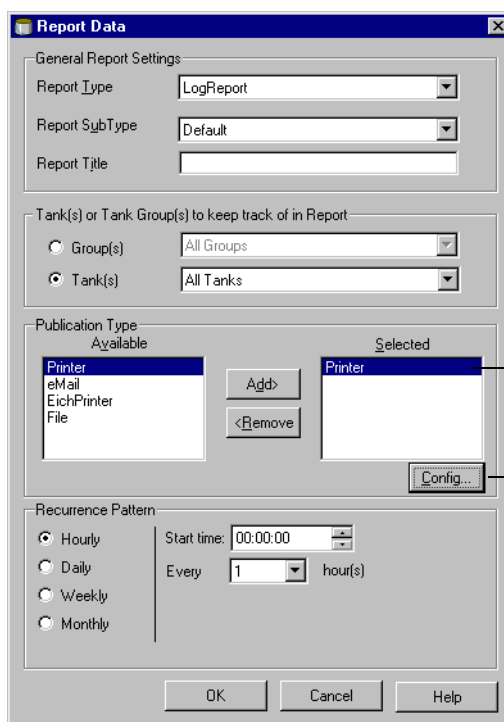 Report Data
General Report Settings
Report Type
LogReport
Report SubType
Default
Report Title
Tank(s) or Tank Group(s) to keep track of in Report
Group(s)
All Groups
Tank(s)
All Tanks
Publication Type
Available
Selected
Printer
eMail
EichPrinter
File
Add>
<Remove
Printer
Config...
Recurrence Pattern
Hourly
Daily
Weekly
Monthly
Start time: 00:00:00
Every 1 hour(s)
OK
Cancel
Help